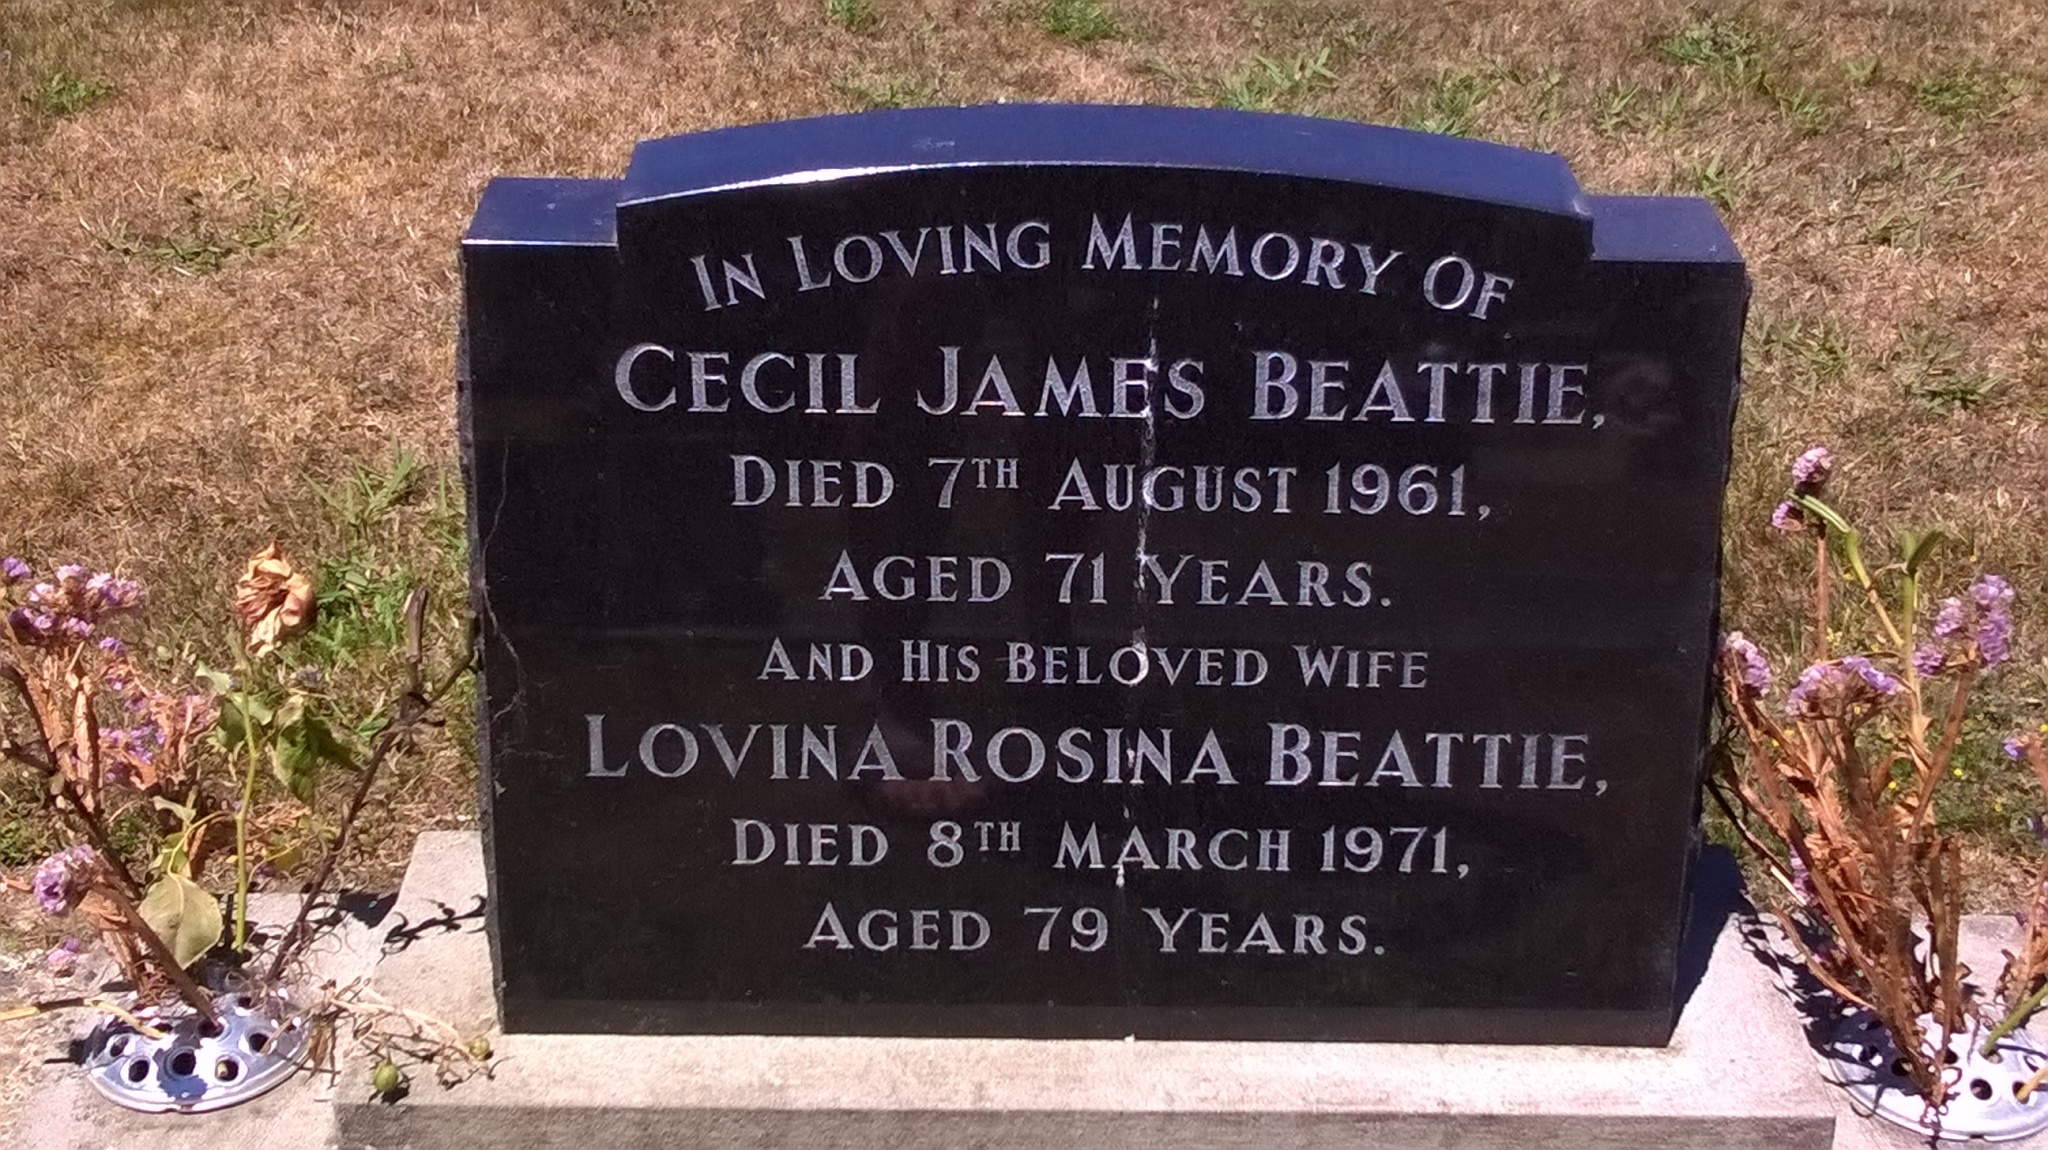 IN LOVING MEMORY OF
CECIL JAMES BEATTIE,
DIED 7TH AUGUST 1961,
AGED 71 YEARS.
AND HIS BELOVED WIFE
LOVINA ROSINA BEATTIE,
DIED 8TH MARCH 1971,
AGED 79 YEARS.